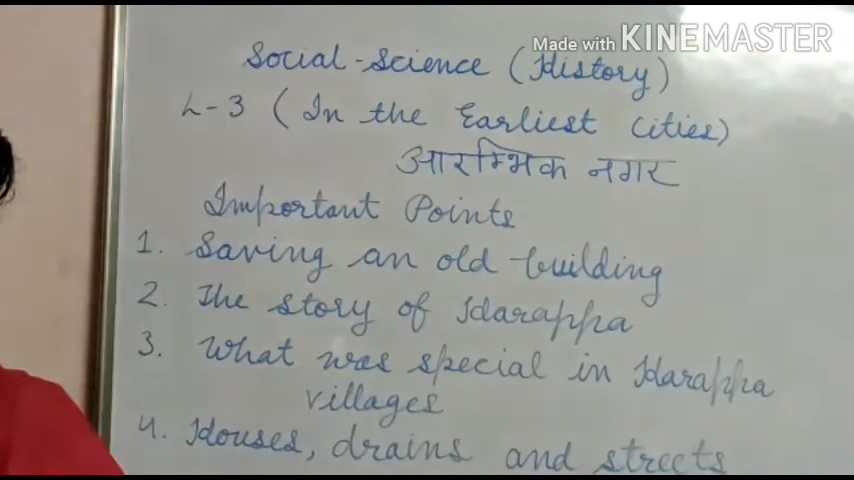 Made with KINEMASTER
Social-Science (History)
L-3 (In the Earliest Cities)
आरम्भिक नगर
Important Points
1. Saving an old building
2. The story of Harappa
3. What was special in Harappa
villages
4. Houses, drains and streets